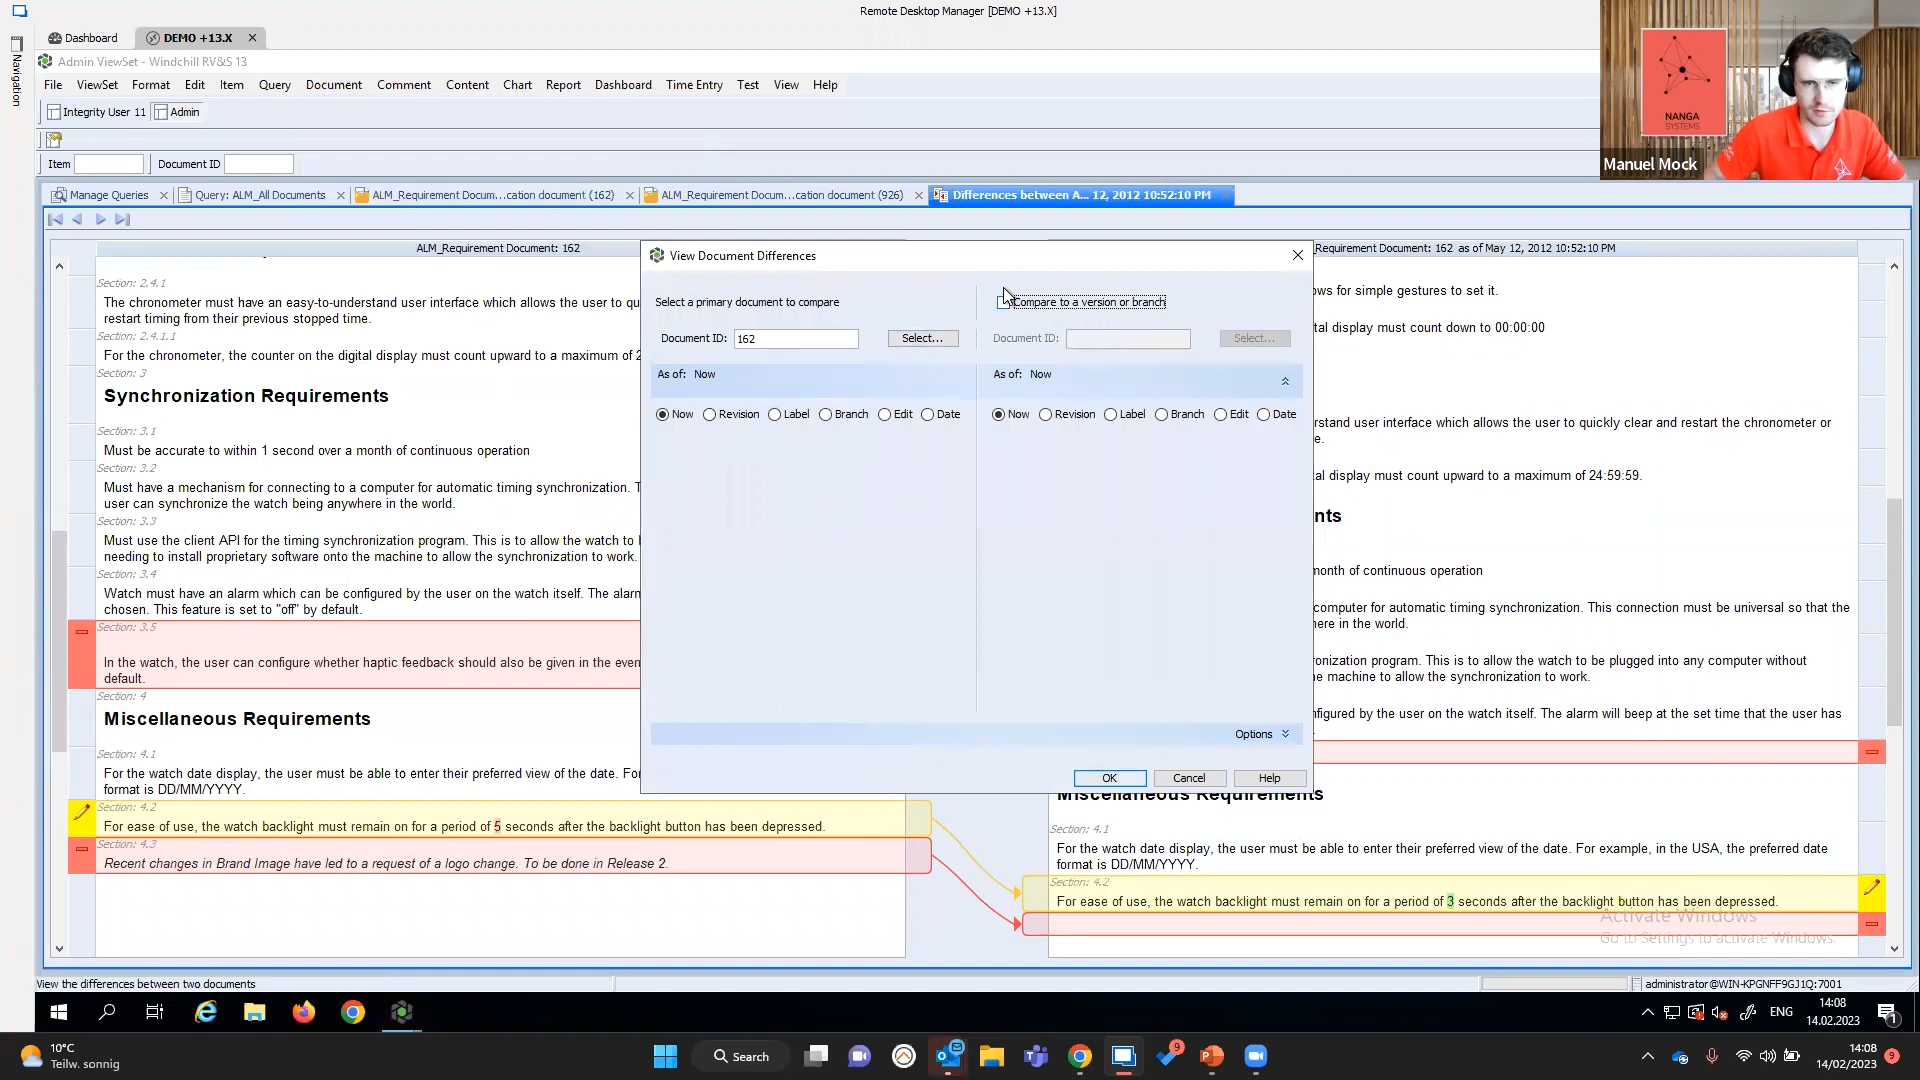 Remote Desktop Manager [DEMO +13.X]
Navigation
Dashboard
DEMO +13.X
Admin ViewSet - Windchill RV&S 13
File ViewSet Format Edit Item Query Document Comment Content Chart Report Dashboard Time Entry Test View Help
Integrity User 11 Admin
Item Document ID
NANGA
SYSTEMS
Manuel Mock
Manage Queries Query: ALM_All Documents ALM_Requirement Docum...cation document (162) ALM_Requirement Docum...cation document (926) Differences between A... 12, 2012 10:52:10 PM
ALM_Requirement Document: 162
Section: 2.4.1
The chronometer must have an easy-to-understand user interface which allows the user to qu
restart timing from their previous stopped time.
Section: 2.4.1.1
For the chronometer, the counter on the digital display must count upward to a maximum of 2
Section: 3
Synchronization Requirements
Section: 3.1
Must be accurate to within 1 second over a month of continuous operation
Section: 3.2
Must have a mechanism for connecting to a computer for automatic timing synchronization. T
user can synchronize the watch being anywhere in the world.
Section: 3.3
Must use the client API for the timing synchronization program. This is to allow the watch to
needing to install proprietary software onto the machine to allow the synchronization to work.
Section: 3.4
Watch must have an alarm which can be configured by the user on the watch itself. The alarm
chosen. This feature is set to "off" by default.
Section: 3.5
In the watch, the user can configure whether haptic feedback should also be given in the even
default.
Section: 4
Miscellaneous Requirements
Section: 4.1
For the watch date display, the user must be able to enter their preferred view of the date. For
format is DD/MM/YYYY.
Section: 4.2
For ease of use, the watch backlight must remain on for a period of 5 seconds after the backlight button has been depressed.
Section: 4.3
Recent changes in Brand Image have led to a request of a logo change. To be done in Release 2.
View Document Differences
Select a primary document to compare
Compare to a version or branch
Document ID: 162 Select...
Document ID: Select...
As of: Now
As of: Now
Now Revision Label Branch Edit Date
Now Revision Label Branch Edit Date
Options
OK Cancel Help
Requirement Document: 162 as of May 12, 2012 10:52:10 PM
ws for simple gestures to set it.
tal display must count down to 00:00:00
rstand user interface which allows the user to quickly clear and restart the chronometer or
e.
al display must count upward to a maximum of 24:59:59.
nts
onth of continuous operation
computer for automatic timing synchronization. This connection must be universal so that the
ere in the world.
ronization program. This is to allow the watch to be plugged into any computer without
e machine to allow the synchronization to work.
figured by the user on the watch itself. The alarm will beep at the set time that the user has
Miscellaneous Requirements
Section: 4.1
For the watch date display, the user must be able to enter their preferred view of the date. For example, in the USA, the preferred date
format is DD/MM/YYYY.
Section: 4.2
For ease of use, the watch backlight must remain on for a period of 3 seconds after the backlight button has been depressed.
Activate Windows
Go to Settings to activate Windows.
View the differences between two documents
administrator@WIN-KPGNFF9GJ1Q:7001
ENG
14:08
14.02.2023
1
10°C
Teilw. sonnig
Search
9
14:08
14/02/2023
9